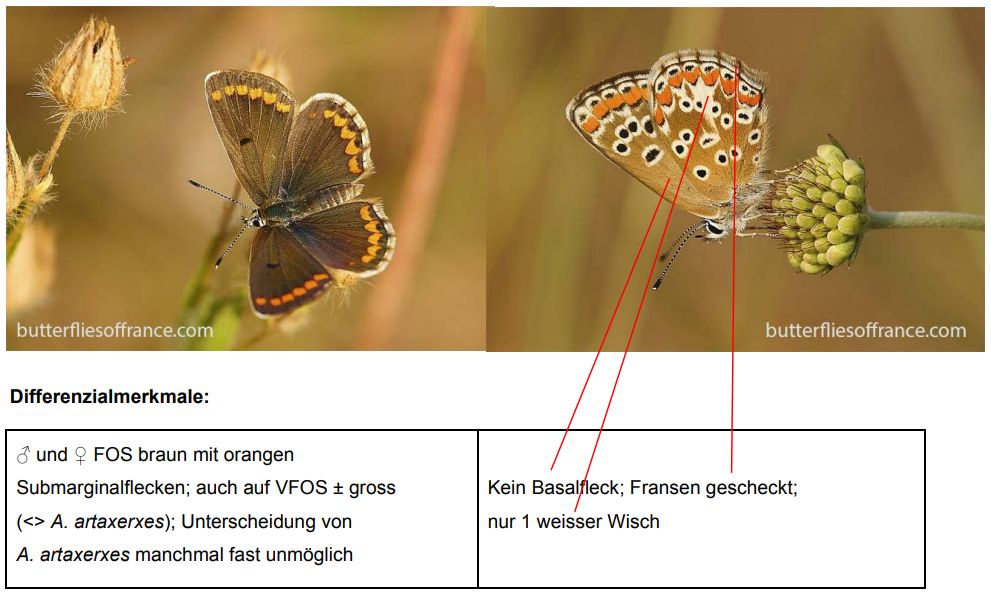 butterfliesoffrance.com
butterfliesoffrance.com
Differenzialmerkmale:
♂ und ♀ FOS braun mit orangen
Submarginalflecken; auch auf VFOS ± gross
(<> A. artaxerxes); Unterscheidung von
A. artaxerxes manchmal fast unmöglich
Kein Basalfleck; Fransen gescheckt;
nur 1 weisser Wisch